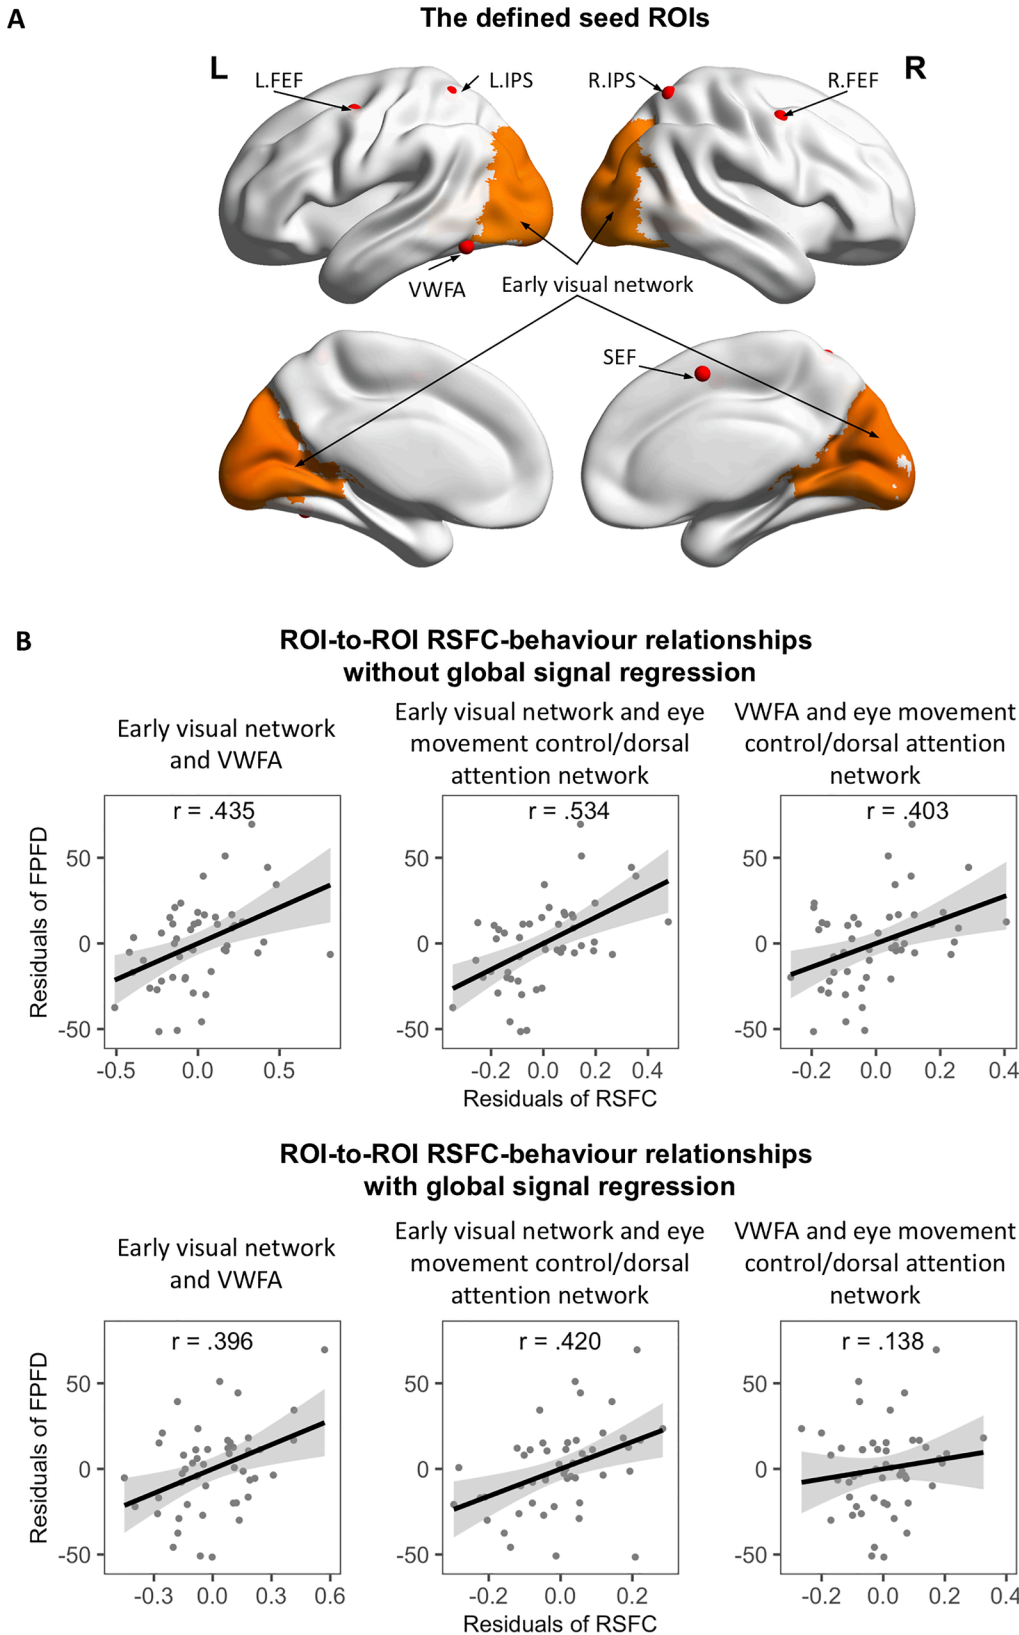 A
The defined seed ROIs
L
R
L.FEF
L.IPS
R.IPS
R.FEF
VWFA
Early visual network
SEF
B
ROI-to-ROI RSFC-behaviour relationships
without global signal regression
Early visual network
and VWFA
Early visual network and eye
movement control/dorsal
attention network
VWFA and eye movement
control/dorsal attention
network
r = .435
r = .534
r = .403
Residuals of FPFD
50
0
-50
50
0
-50
50
0
-50
-0.5 0.0 0.5
-0.2 0.0 0.2 0.4
-0.2 0.0 0.2 0.4
Residuals of RSFC
ROI-to-ROI RSFC-behaviour relationships
with global signal regression
Early visual network
and VWFA
Early visual network and eye
movement control/dorsal
attention network
VWFA and eye movement
control/dorsal attention
network
r = .396
r = .420
r = .138
Residuals of FPFD
50
0
-50
50
0
-50
50
0
-50
-0.3 0.0 0.3 0.6
-0.2 0.0 0.2
-0.2 0.0 0.2 0.4
Residuals of RSFC